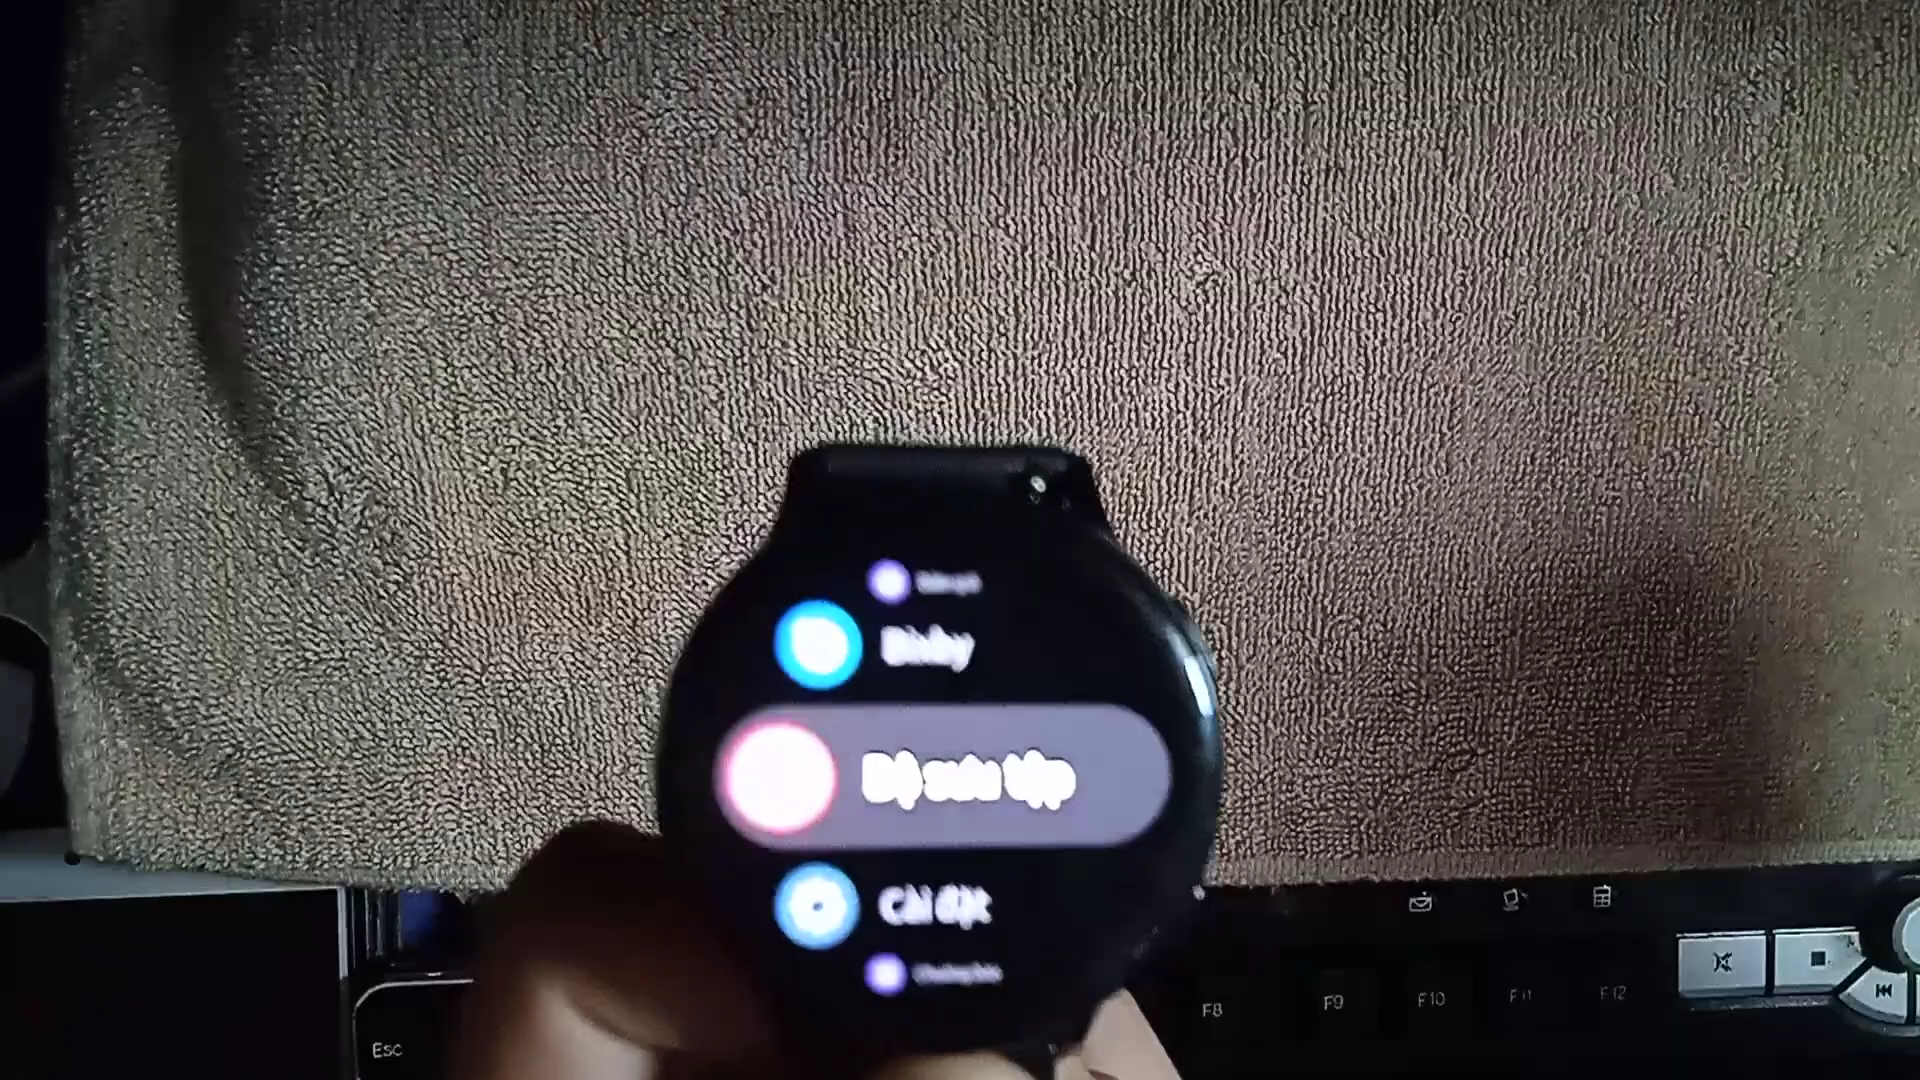 Bixby
Bộ sưu tập
Cài đặt
F8 F9 F10 F11 F12
Esc